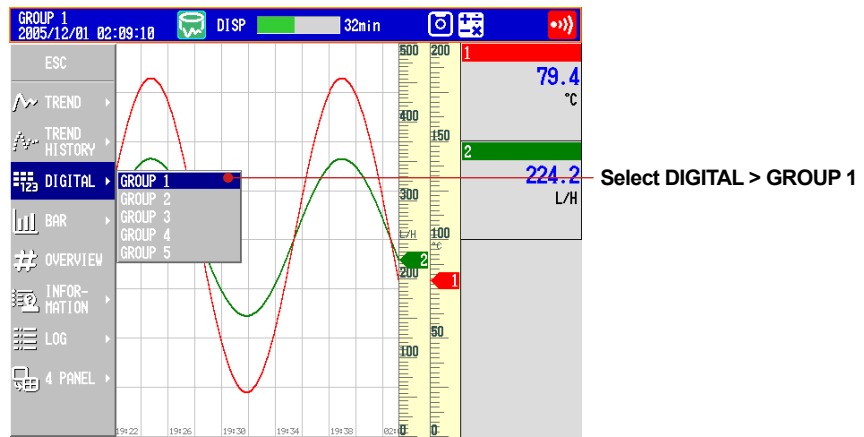 GROUP 1
2005/12/01 02:09:10
DISP
32min
ESC
TREND
TREND
HISTORY
123
DIGITAL
BAR
OVERVIEW
INFOR-
MATION
LOG
4 PANEL
GROUP 1
GROUP 2
GROUP 3
GROUP 4
GROUP 5
500
400
300
L/H
200
100
0
200
150
100
°C
50
0
2
1
1
79.4
°C
2
224.2
L/H
Select DIGITAL > GROUP 1
19:22
19:26
19:30
19:34
19:38